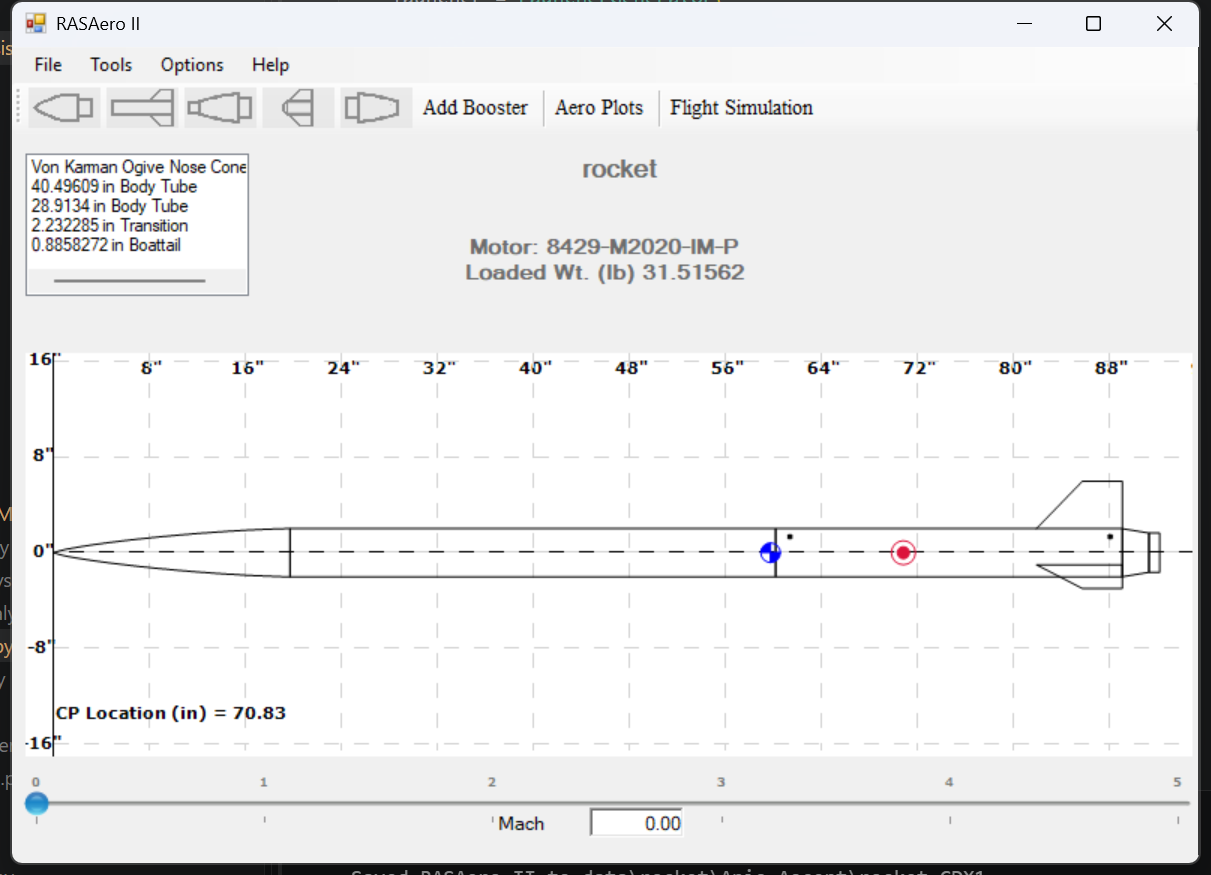 RASAero II
File Tools Options Help
Add Booster Aero Plots Flight Simulation
Von Karman Ogive Nose Cone
40.49609 in Body Tube
28.9134 in Body Tube
2.232285 in Transition
0.8858272 in Boattail
rocket
Motor: 8429-M2020-IM-P
Loaded Wt. (lb) 31.51562
16" 8" 16" 24" 32" 40" 48" 56" 64" 72" 80" 88"
8"
0"
-8"
CP Location (in) = 70.83
-16"
0 1 2 3 4 5
Mach 0.00